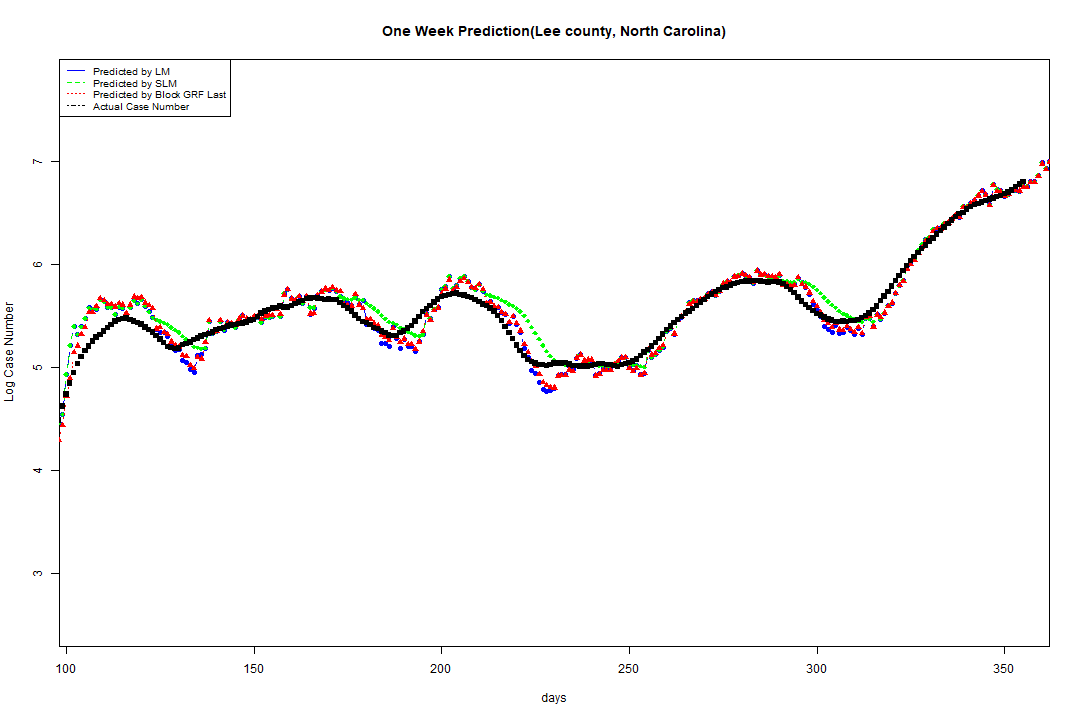 One Week Prediction(Lee county, North Carolina)
Predicted by LM
Predicted by SLM
Predicted by Block GRF Last
Actual Case Number
Log Case Number
7
6
5
4
3
100 150 200 250 300 350
days